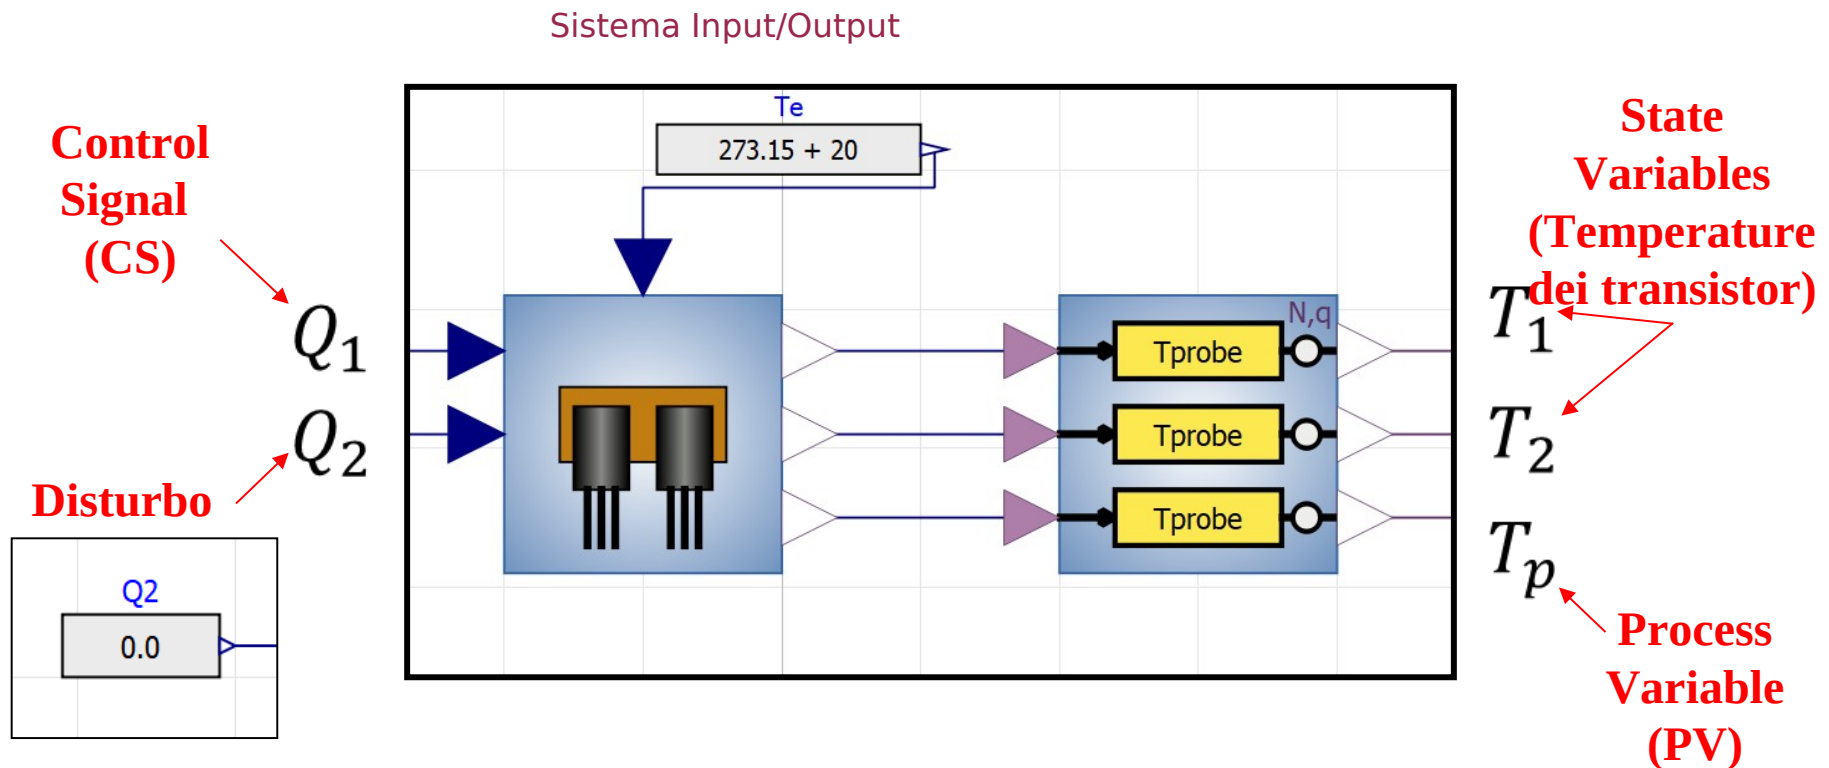 Sistema Input/Output
Control
Signal
(CS)
Q1
Q2
Disturbo
Q2
0.0
Te
273.15 + 20
N,q
Tprobe
Tprobe
Tprobe
State
Variables
(Temperature
dei transistor)
T1
T2
Tp
Process
Variable
(PV)